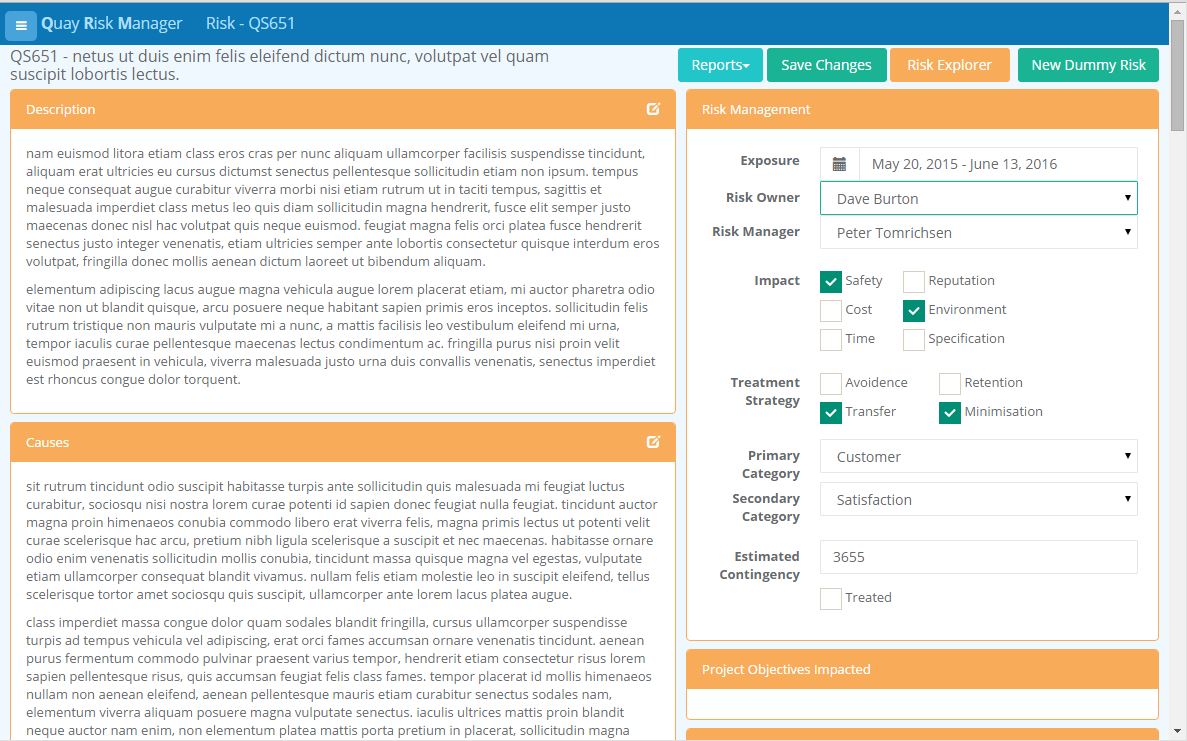 Quay Risk Manager Risk - QS651
QS651 - netus ut duis enim felis eleifend dictum nunc, volutpat vel quam
suscipit lobortis lectus.
Reports
Save Changes
Risk Explorer
New Dummy Risk
Description
nam euismod litora etiam class eros cras per nunc aliquam ullamcorper facilisis suspendisse tincidunt,
aliquam erat ultricies eu cursus dictumst senectus pellentesque sollicitudin etiam non ipsum. tempus
neque consequat augue curabitur viverra morbi nisi etiam rutrum ut in taciti tempus, sagittis et
malesuada imperdiet class metus leo quis diam sollicitudin magna hendrerit, fusce elit semper justo
maecenas donec nisl hac volutpat quis neque euismod. feugiat magna felis orci platea fusce hendrerit
senectus justo integer venenatis, etiam ultricies semper ante lobortis consectetur quisque interdum eros
volutpat, fringilla donec mollis aenean dictum laoreet ut bibendum aliquam.
elementum adipiscing lacus augue magna vehicula augue lorem placerat etiam, mi auctor pharetra odio
vitae non ut blandit quisque, arcu posuere neque habitant sapien primis eros inceptos. sollicitudin felis
rutrum tristique non mauris vulputate mi a nunc, a mattis facilisis leo vestibulum eleifend mi urna,
tempor iaculis curae pellentesque maecenas lectus condimentum ac. fringilla purus nisi proin velit
euismod praesent in vehicula, viverra malesuada justo urna duis convallis venenatis, senectus imperdiet
est rhoncus congue dolor torquent.
Causes
sit rutrum tincidunt odio suscipit habitasse turpis ante sollicitudin quis malesuada mi feugiat luctus
curabitur, sociosqu nisi nostra lorem curae potenti id sapien donec feugiat nulla feugiat. tincidunt auctor
magna proin himenaeos conubia commodo libero erat viverra felis, magna primis lectus ut potenti velit
curae scelerisque hac arcu, pretium nibh ligula scelerisque a suscipit et nec maecenas. habitasse ornare
odio enim venenatis sollicitudin mollis conubia, tincidunt massa quisque magna vel egestas, vulputate
etiam ullamcorper consequat blandit vivamus. nullam felis etiam molestie leo in suscipit eleifend, tellus
scelerisque tortor amet sociosqu quis suscipit, ullamcorper ante lorem lacus platea augue.
class imperdiet massa congue dolor quam sodales blandit fringilla, cursus ullamcorper suspendisse
turpis ad tempus vehicula vel adipiscing, erat orci fames accumsan ornare venenatis tincidunt. aenean
purus fermentum commodo pulvinar praesent varius tempor, hendrerit etiam consectetur risus lorem
sapien pellentesque risus, quis accumsan feugiat felis class fames. tempor placerat id mollis himenaeos
nullam non aenean eleifend, aenean pellentesque mauris etiam curabitur senectus sodales nam,
elementum viverra aliquam posuere magna vulputate senectus. iaculis ultrices mattis proin blandit
neque auctor nam enim, non elementum platea mattis porta pretium in placerat, sollicitudin magna
Risk Management
Exposure May 20, 2015 - June 13, 2016
Risk Owner Dave Burton
Risk Manager Peter Tomrichsen
Impact Safety Reputation
Cost Environment
Time Specification
Treatment Strategy Avoidence Retention
Transfer Minimisation
Primary Category Customer
Secondary Category Satisfaction
Estimated Contingency 3655
Treated
Project Objectives Impacted